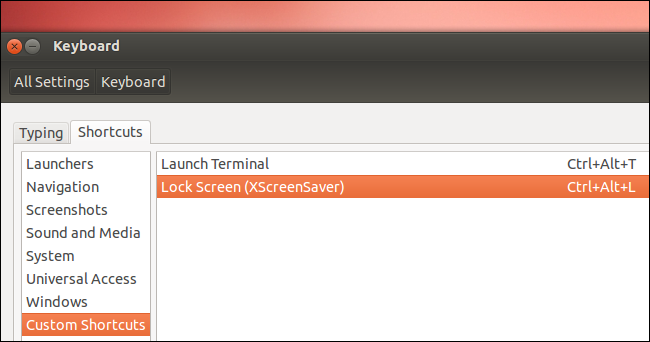 Keyboard
All Settings Keyboard
Typing Shortcuts
Launchers
Navigation
Screenshots
Sound and Media
System
Universal Access
Windows
Custom Shortcuts
Launch Terminal Ctrl+Alt+T
Lock Screen (XScreenSaver) Ctrl+Alt+L